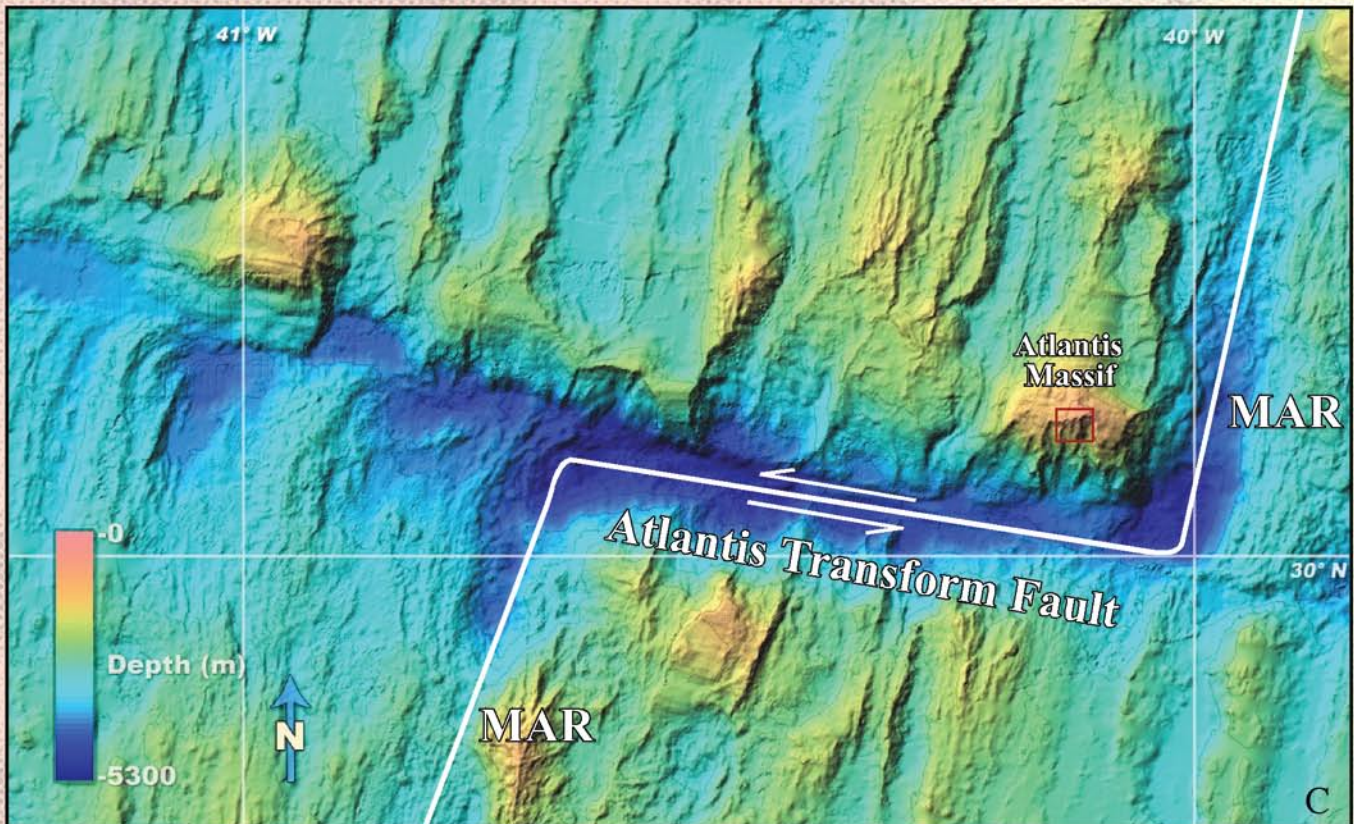 41° W
40° W
Atlantis
Massif
MAR
Atlantis Transform Fault
30° N
-0
Depth (m)
-5300
N
MAR
C